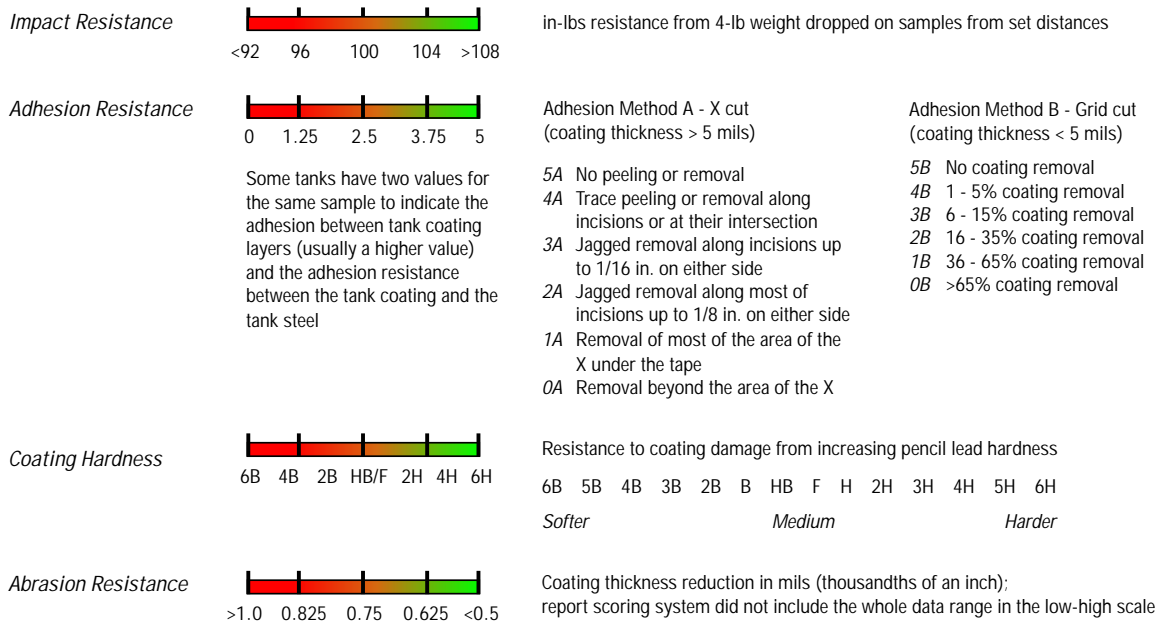 Impact Resistance
<92 96 100 104 >108
in-lbs resistance from 4-lb weight dropped on samples from set distances
Adhesion Resistance
0 1.25 2.5 3.75 5
Some tanks have two values for
the same sample to indicate the
adhesion between tank coating
layers (usually a higher value)
and the adhesion resistance
between the tank coating and the
tank steel
Adhesion Method A - X cut
(coating thickness > 5 mils)
5A No peeling or removal
4A Trace peeling or removal along
incisions or at their intersection
3A Jagged removal along incisions up
to 1/16 in. on either side
2A Jagged removal along most of
incisions up to 1/8 in. on either side
1A Removal of most of the area of the
X under the tape
0A Removal beyond the area of the X
Adhesion Method B - Grid cut
(coating thickness < 5 mils)
5B No coating removal
4B 1 - 5% coating removal
3B 6 - 15% coating removal
2B 16 - 35% coating removal
1B 36 - 65% coating removal
0B >65% coating removal
Coating Hardness
6B 4B 2B HB/F 2H 4H 6H
Resistance to coating damage from increasing pencil lead hardness
6B 5B 4B 3B 2B B HB F H 2H 3H 4H 5H 6H
Softer Medium Harder
Abrasion Resistance
>1.0 0.825 0.75 0.625 <0.5
Coating thickness reduction in mils (thousandths of an inch);
report scoring system did not include the whole data range in the low-high scale